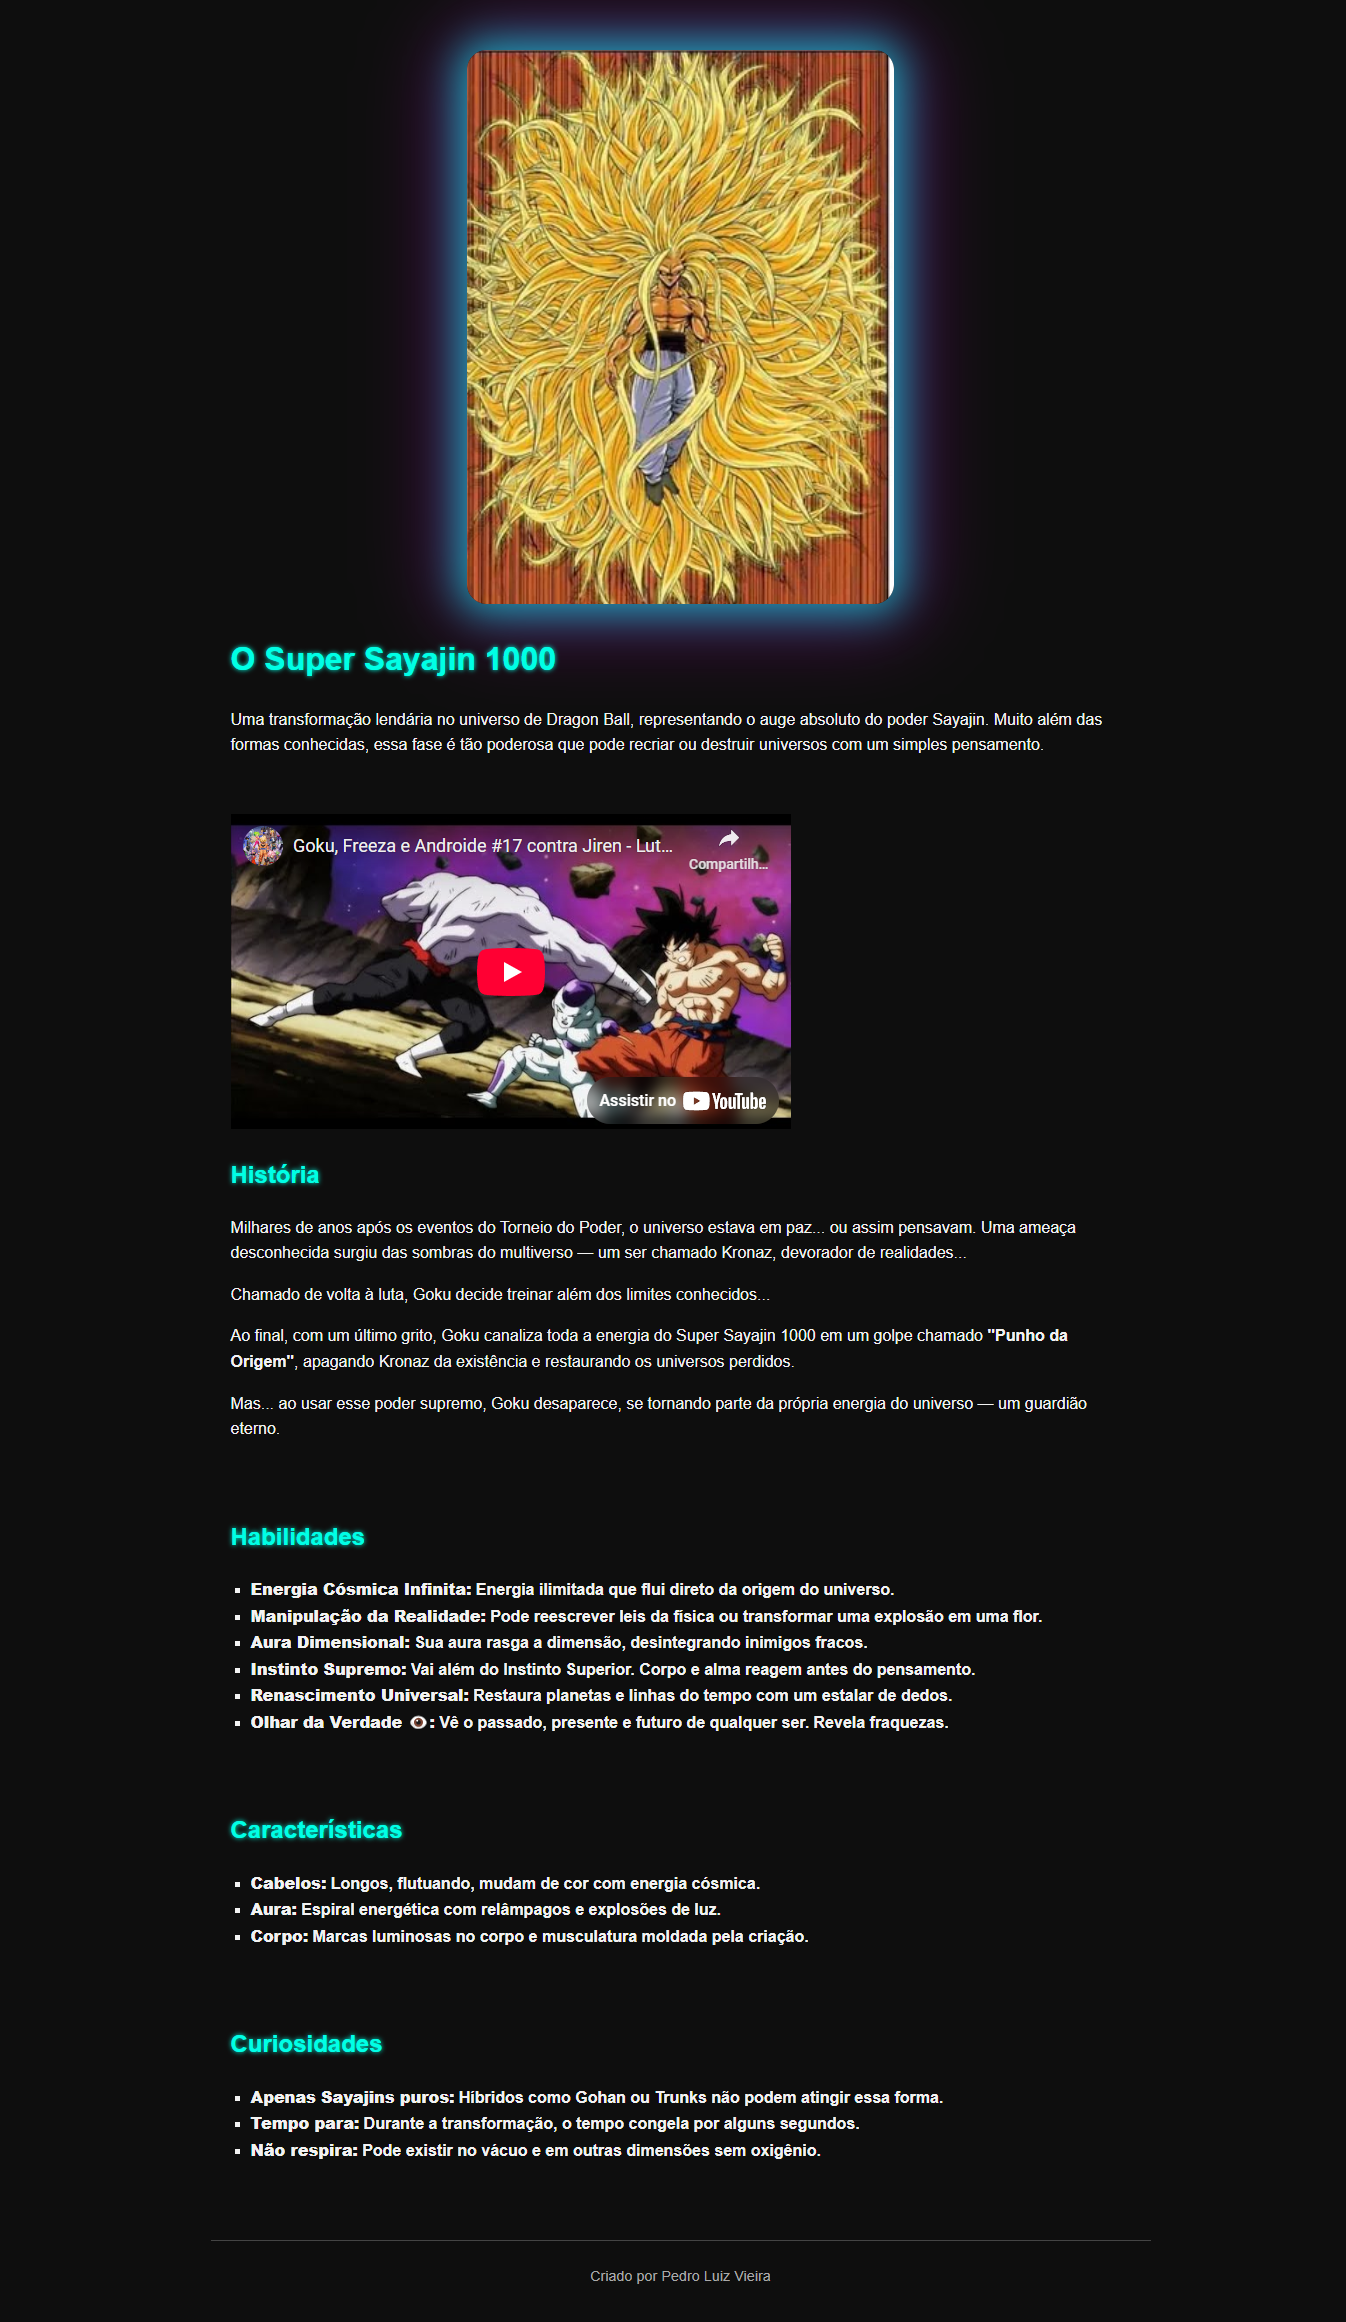 O Super Sayajin 1000
Uma transformação lendária no universo de Dragon Ball, representando o auge absoluto do poder Sayajin. Muito além das
formas conhecidas, essa fase é tão poderosa que pode recriar ou destruir universos com um simples pensamento.
Goku, Freeza e Androide #17 contra Jiren - Lut...
Compartilh...
Assistir no YouTube
História
Milhares de anos após os eventos do Torneio do Poder, o universo estava em paz... ou assim pensavam. Uma ameaça
desconhecida surgiu das sombras do multiverso — um ser chamado Kronaz, devorador de realidades...
Chamado de volta à luta, Goku decide treinar além dos limites conhecidos...
Ao final, com um último grito, Goku canaliza toda a energia do Super Sayajin 1000 em um golpe chamado "Punho da
Origem", apagando Kronaz da existência e restaurando os universos perdidos.
Mas... ao usar esse poder supremo, Goku desaparece, se tornando parte da própria energia do universo — um guardião
eterno.
Habilidades
Energia Cósmica Infinita: Energia ilimitada que flui direto da origem do universo.
Manipulação da Realidade: Pode reescrever leis da física ou transformar uma explosão em uma flor.
Aura Dimensional: Sua aura rasga a dimensão, desintegrando inimigos fracos.
Instinto Supremo: Vai além do Instinto Superior. Corpo e alma reagem antes do pensamento.
Renascimento Universal: Restaura planetas e linhas do tempo com um estalar de dedos.
Olhar da Verdade 👁️: Vê o passado, presente e futuro de qualquer ser. Revela fraquezas.
Características
Cabelos: Longos, flutuando, mudam de cor com energia cósmica.
Aura: Espiral energética com relâmpagos e explosões de luz.
Corpo: Marcas luminosas no corpo e musculatura moldada pela criação.
Curiosidades
Apenas Sayajins puros: Híbridos como Gohan ou Trunks não podem atingir essa forma.
Tempo para: Durante a transformação, o tempo congela por alguns segundos.
Não respira: Pode existir no vácuo e em outras dimensões sem oxigênio.
Criado por Pedro Luiz Vieira